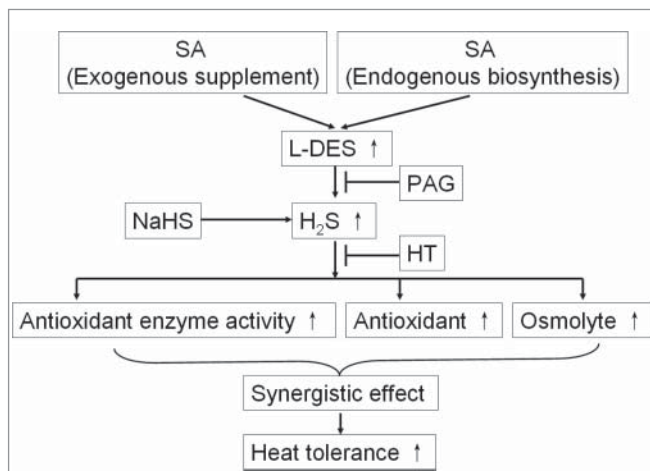 SA
(Exogenous supplement)
SA
(Endogenous biosynthesis)
L-DES ↑
PAG
NaHS
H₂S ↑
HT
Antioxidant enzyme activity ↑
Antioxidant ↑
Osmolyte ↑
Synergistic effect
Heat tolerance ↑